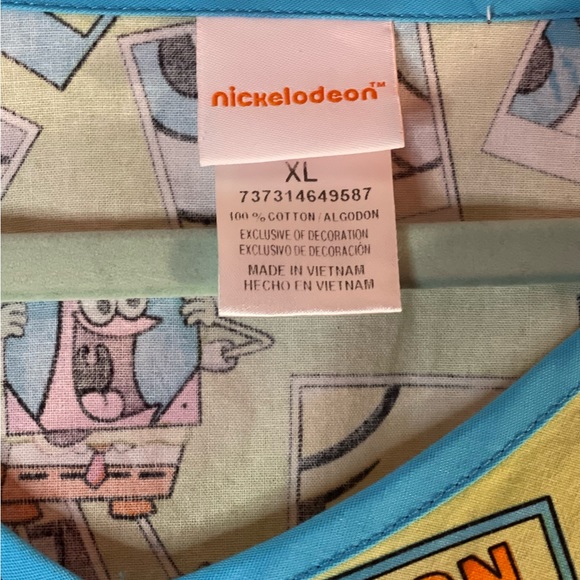 nickelodeon™
XL
737314649587
100% COTTON / ALGODON
EXCLUSIVE OF DECORATION
EXCLUSIVO DE DECORACIÓN
MADE IN VIETNAM
HECHO EN VIETNAM